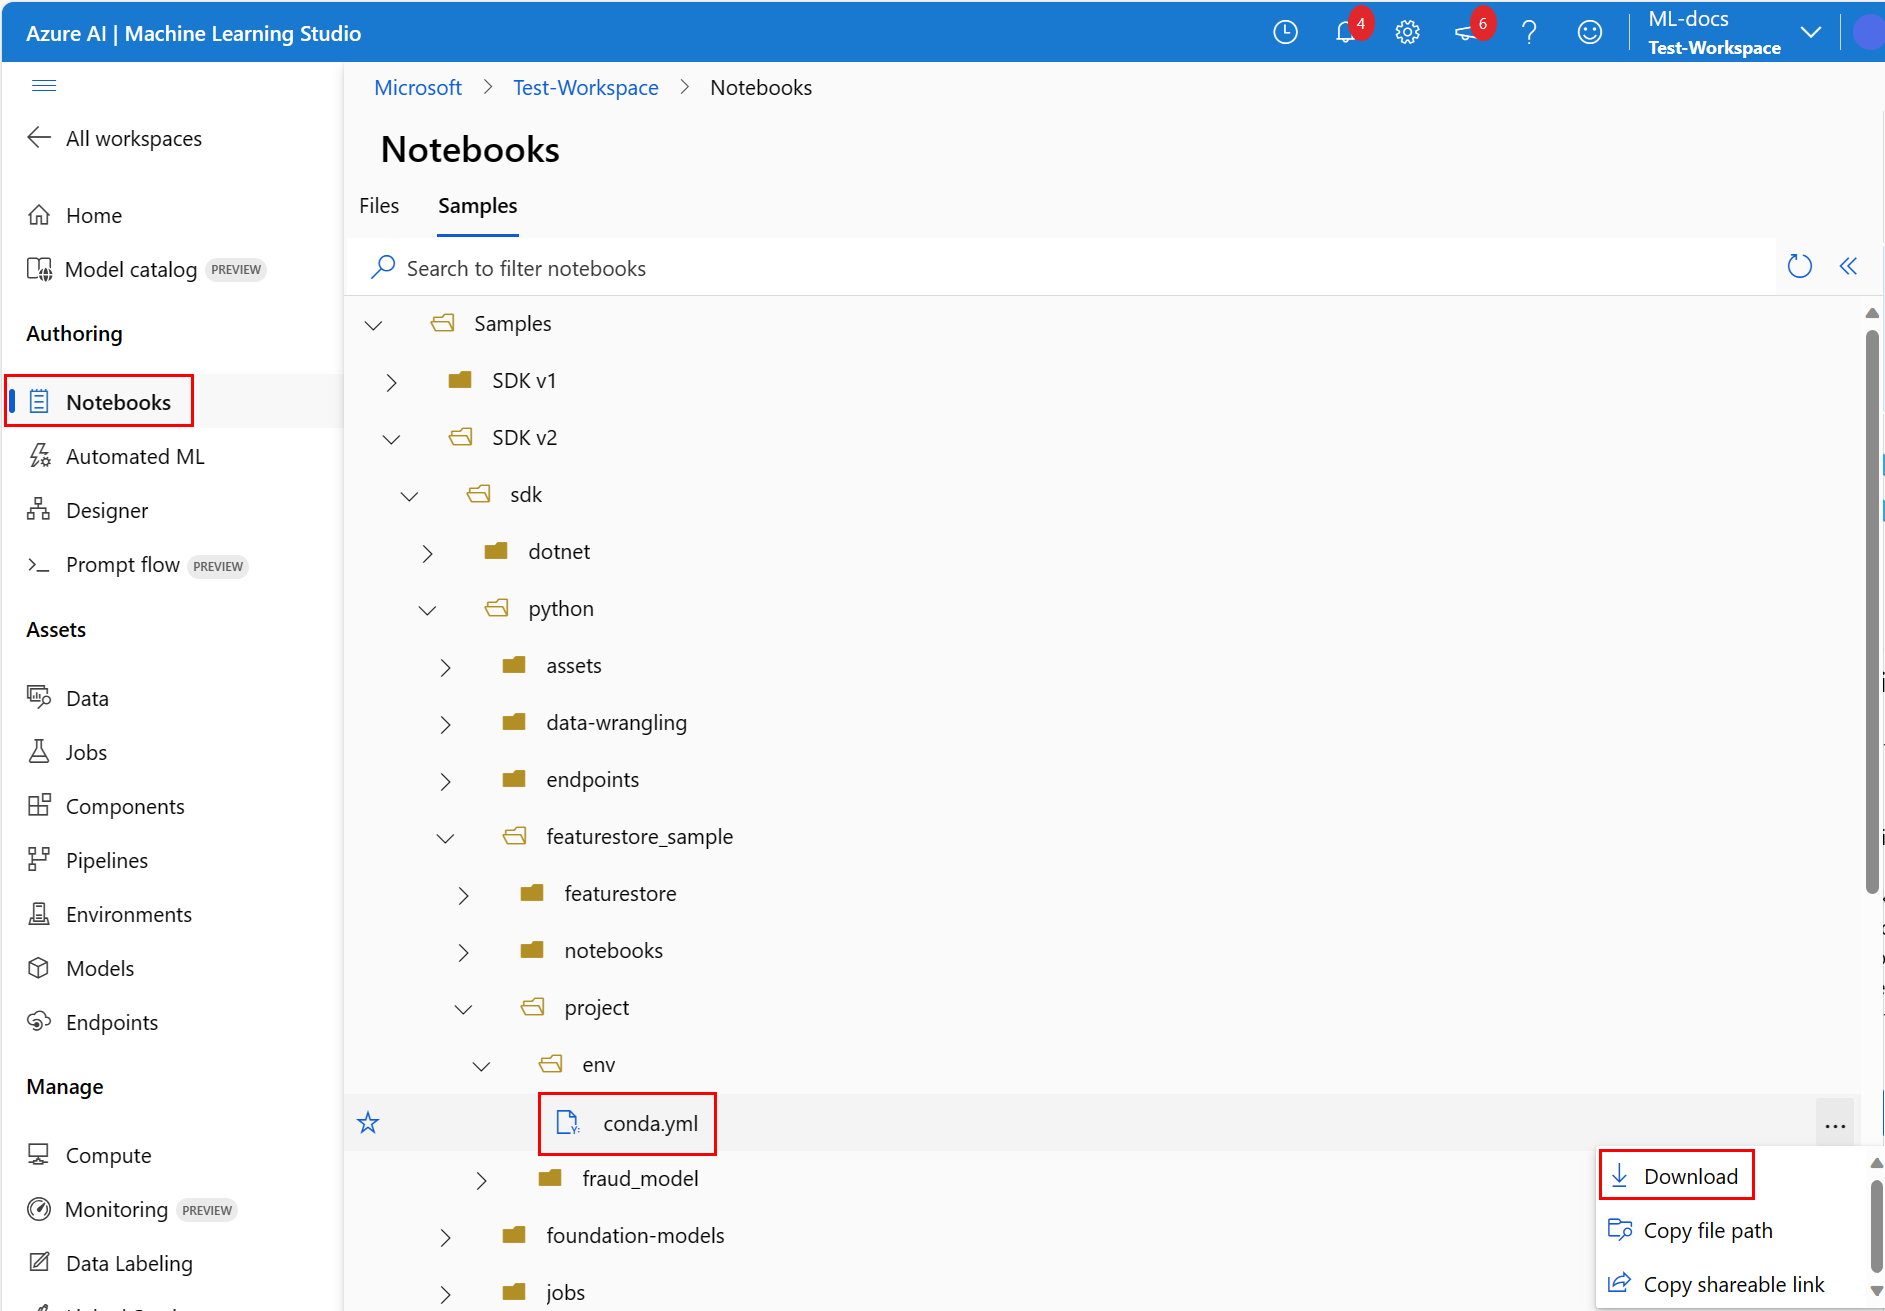 Azure AI | Machine Learning Studio
4
6
ML-docs
Test-Workspace
All workspaces
Home
Model catalog PREVIEW
Authoring
Notebooks
Automated ML
Designer
Prompt flow PREVIEW
Assets
Data
Jobs
Components
Pipelines
Environments
Models
Endpoints
Manage
Compute
Monitoring PREVIEW
Data Labeling
Microsoft > Test-Workspace > Notebooks
Notebooks
Files Samples
Search to filter notebooks
Samples
SDK v1
SDK v2
sdk
dotnet
python
assets
data-wrangling
endpoints
featurestore_sample
featurestore
notebooks
project
env
conda.yml
fraud_model
foundation-models
jobs
Download
Copy file path
Copy shareable link